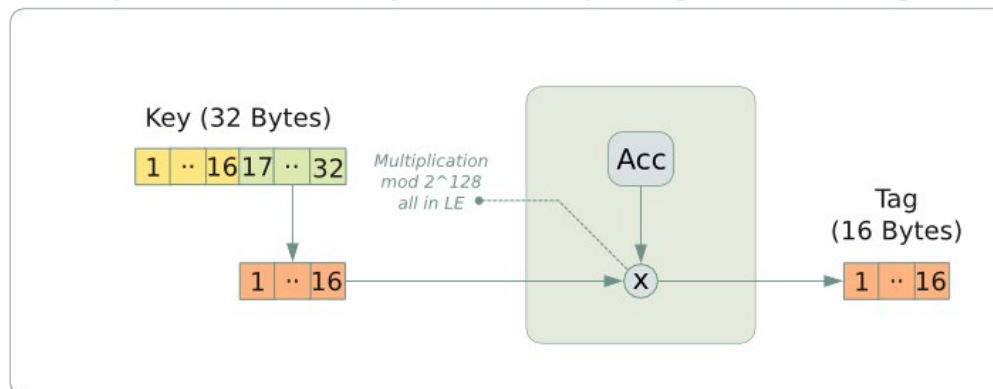 Key (32 Bytes)
1 ·· 16 17 ·· 32
Multiplication
mod 2^128
all in LE
Acc
Tag
(16 Bytes)
1 ·· 16
x
1 ·· 16